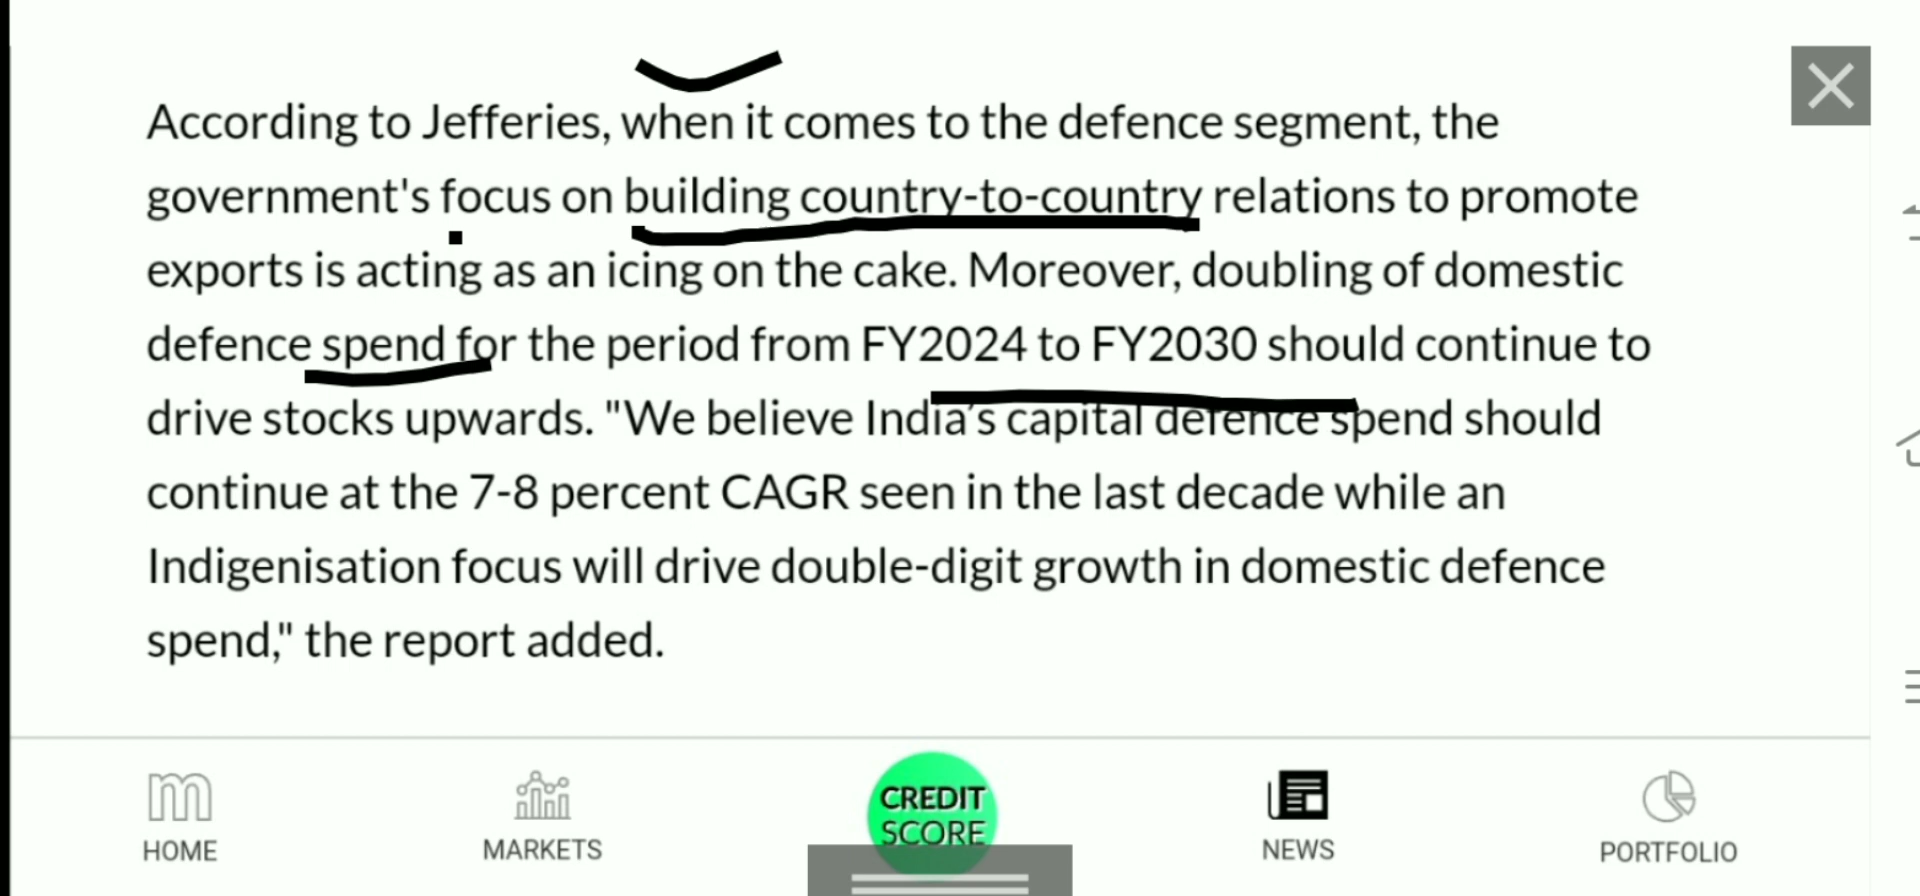 According to Jefferies, when it comes to the defence segment, the
government's focus on building country-to-country relations to promote
exports is acting as an icing on the cake. Moreover, doubling of domestic
defence spend for the period from FY2024 to FY2030 should continue to
drive stocks upwards. "We believe India's capital defence spend should
continue at the 7-8 percent CAGR seen in the last decade while an
Indigenisation focus will drive double-digit growth in domestic defence
spend," the report added.
HOME
MARKETS
CREDIT
SCORE
NEWS
PORTFOLIO